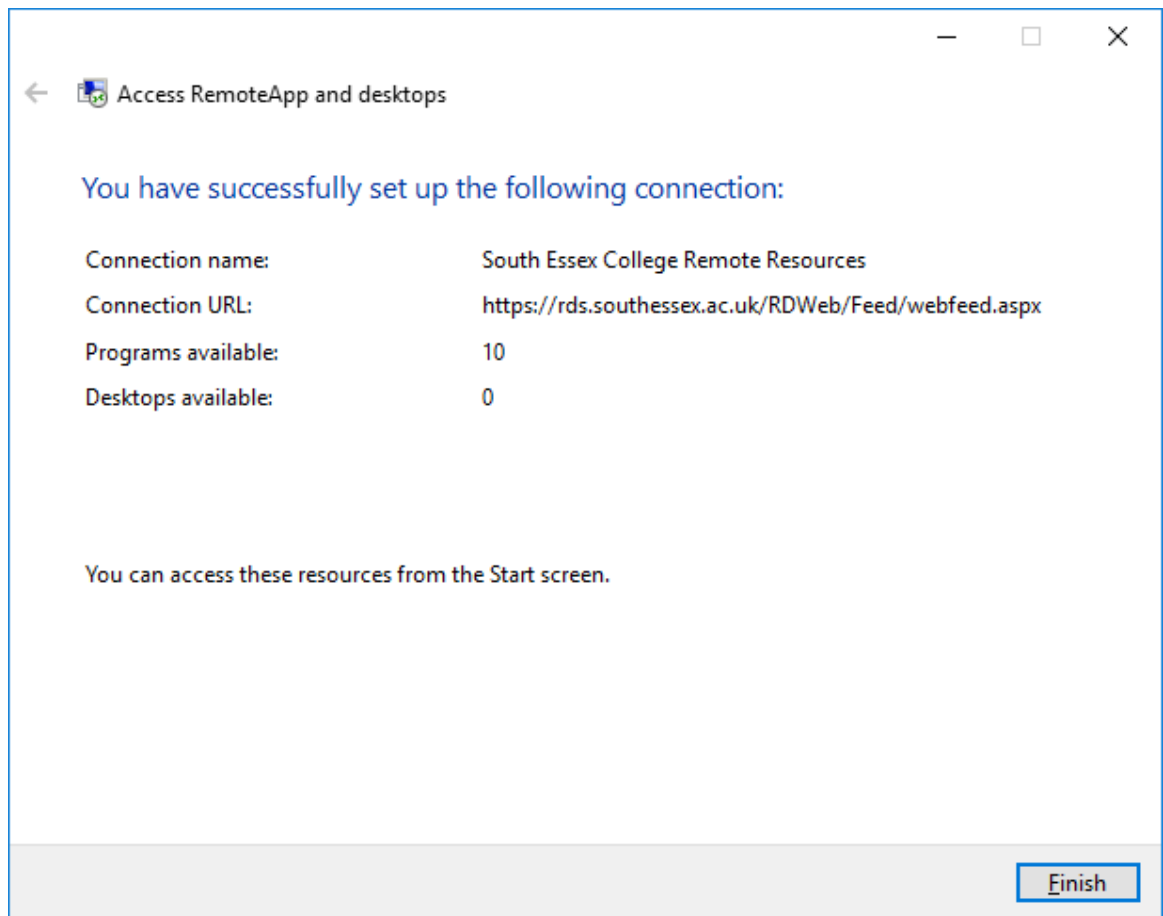 Access RemoteApp and desktops
You have successfully set up the following connection:
Connection name: South Essex College Remote Resources
Connection URL: https://rds.southessex.ac.uk/RDWeb/Feed/webfeed.aspx
Programs available: 10
Desktops available: 0
You can access these resources from the Start screen.
Finish